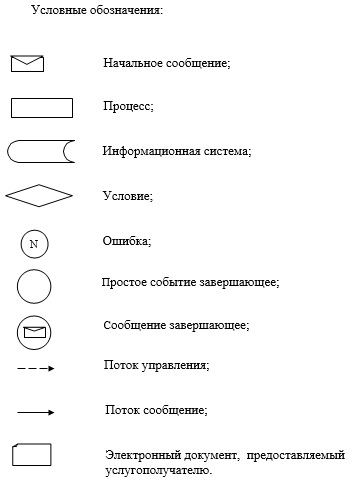 Условные обозначения:
Начальное сообщение;
Процесс;
Информационная система;
Условие;
N Ошибка;
Простое событие завершающее;
Сообщение завершающее;
Поток управления;
Поток сообщение;
Электронный документ, предоставляемый
услугополучателю.